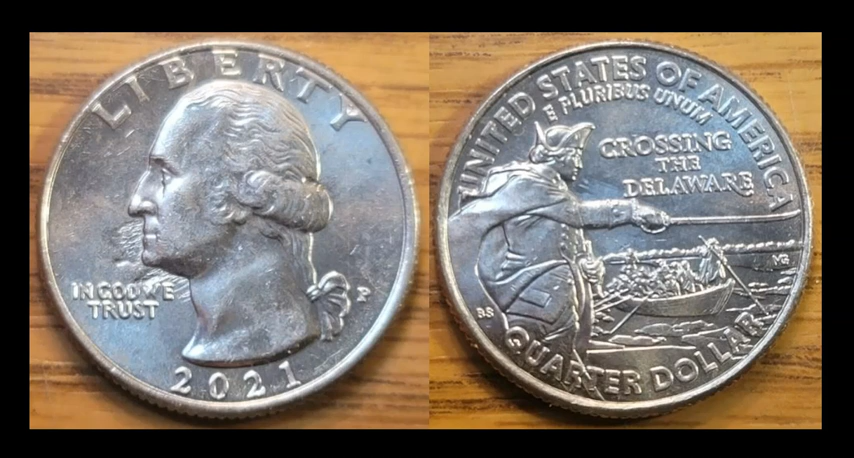 LIBERTY
IN GOD WE
TRUST
P
2021
UNITED STATES OF AMERICA
E PLURIBUS UNUM
CROSSING
THE
DELAWARE
MG
BS
QUARTER DOLLAR